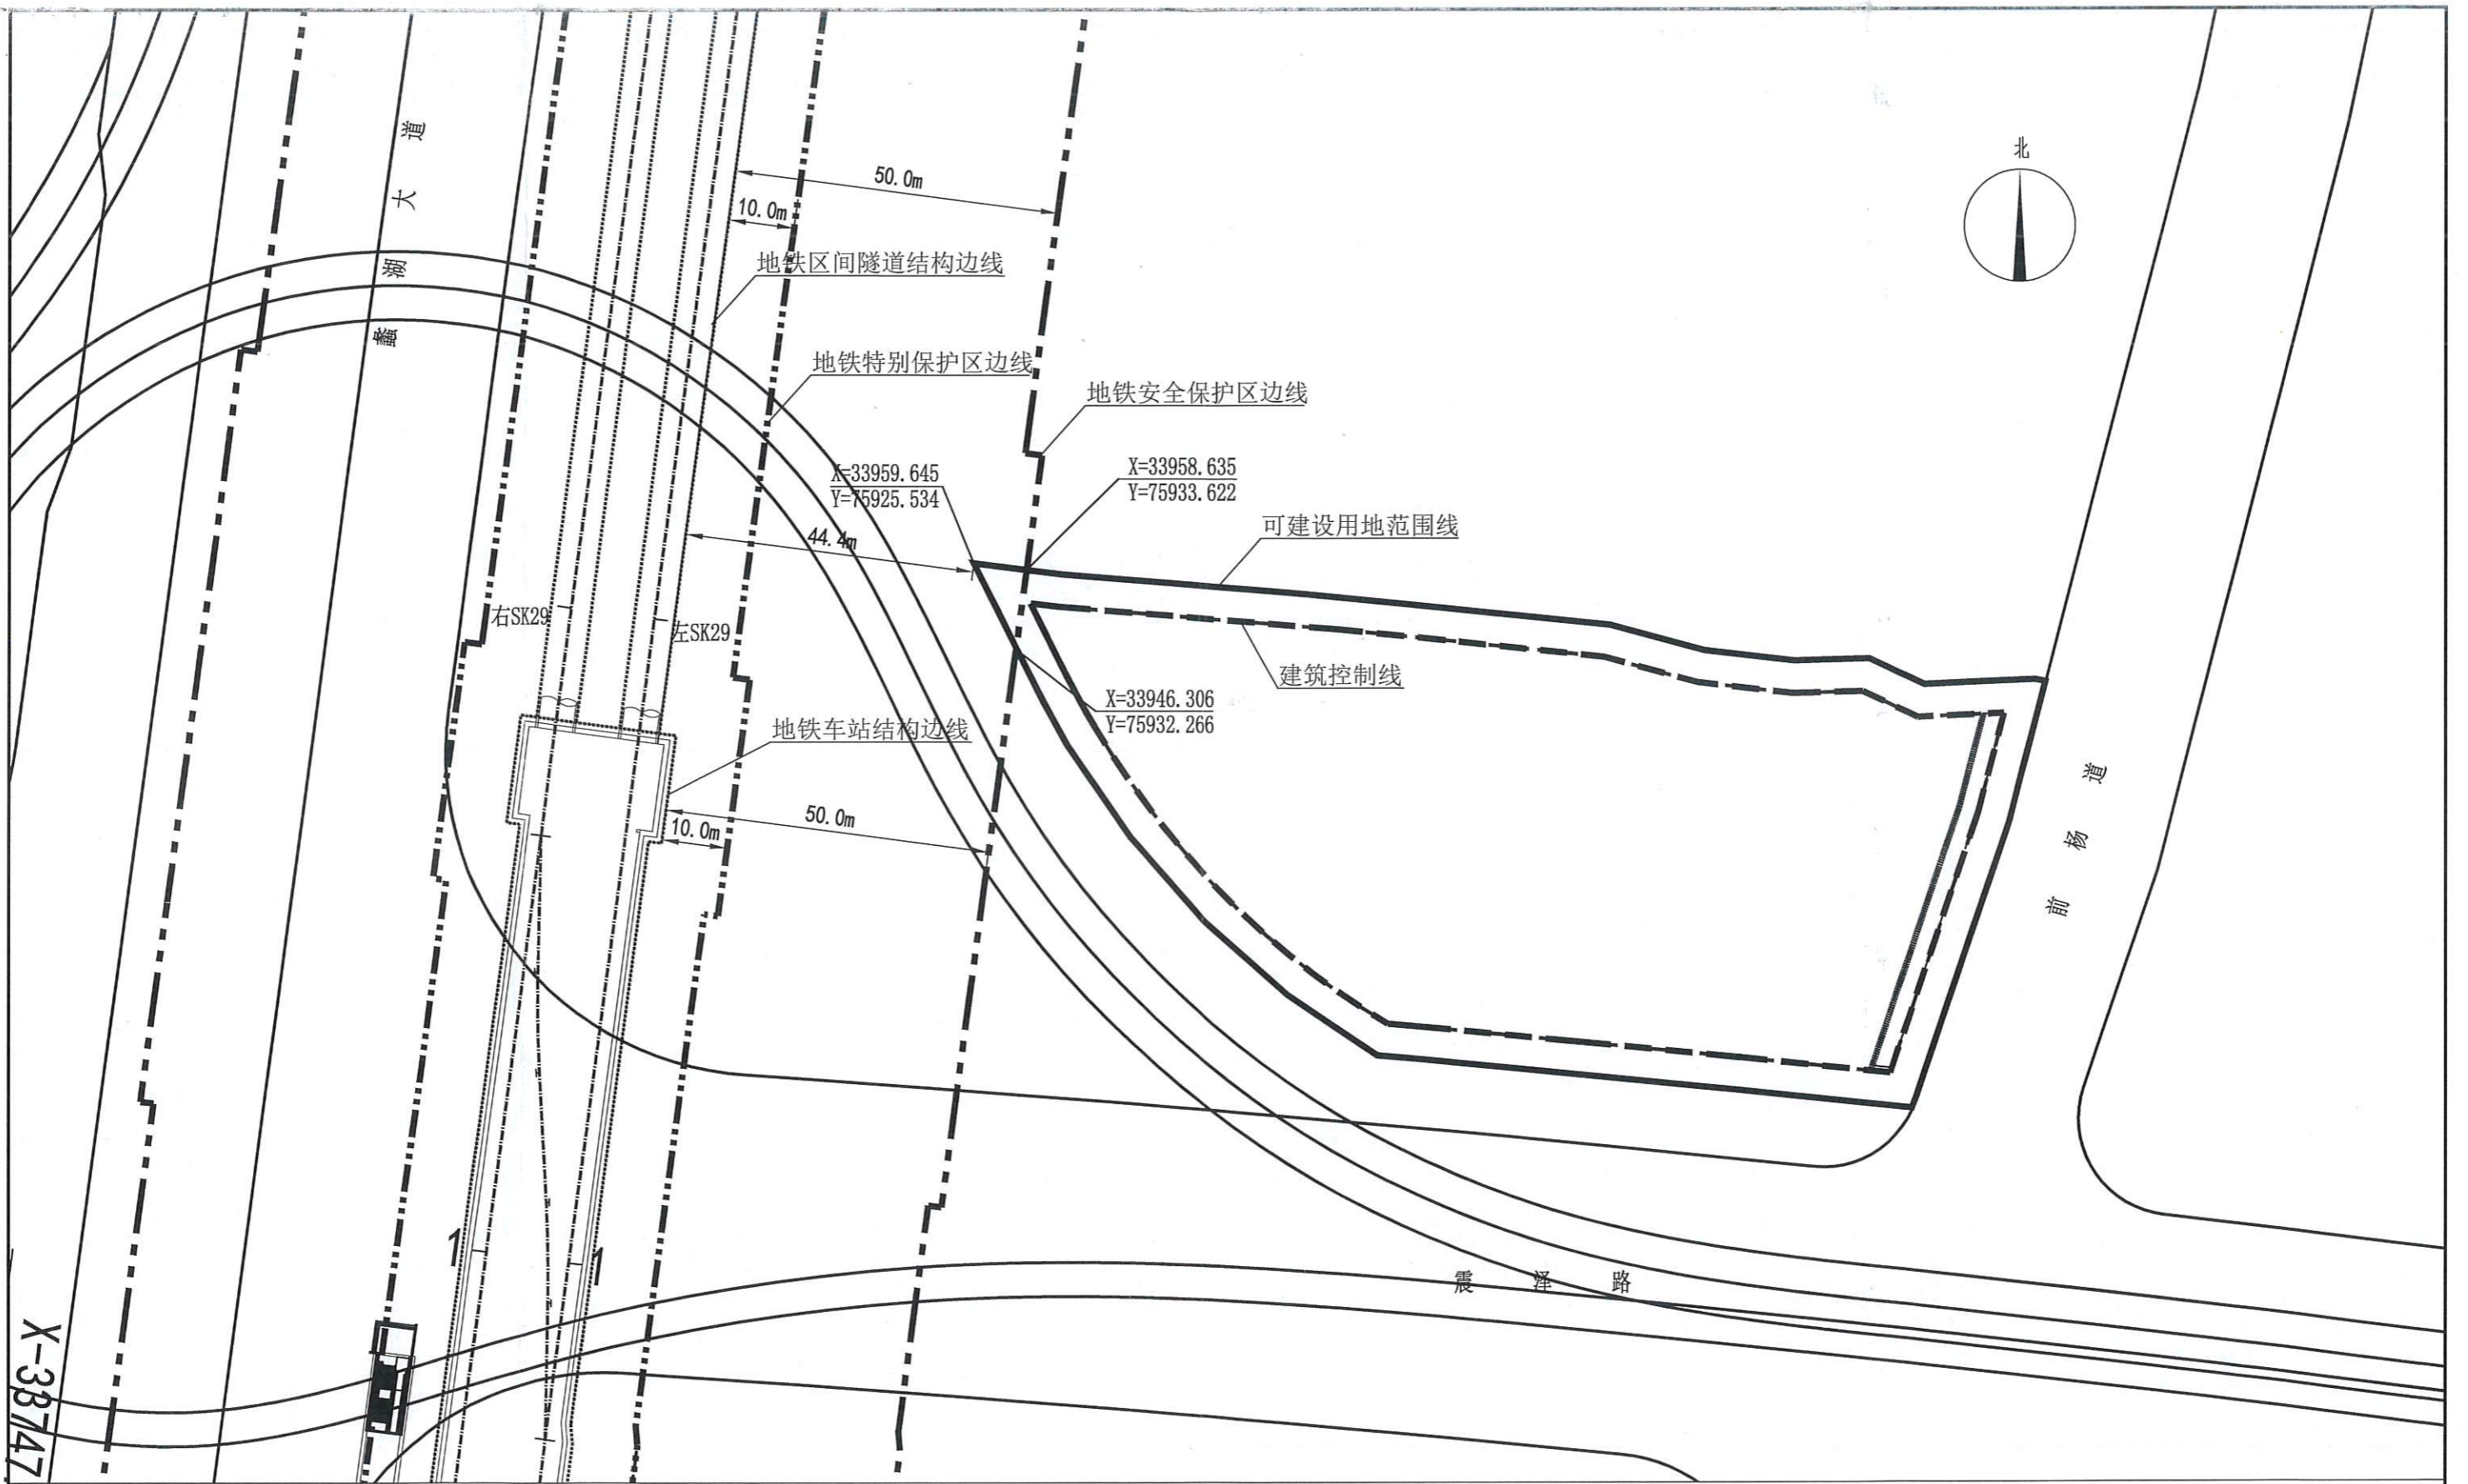 蠡湖大道
北
50.0m
10.0m
地铁区间隧道结构边线
地铁特别保护区边线
地铁安全保护区边线
X=33959.645
Y=75925.534
X=33958.635
Y=75933.622
可建设用地范围线
44.4m
右SK29
左SK29
建筑控制线
X=33946.306
Y=75932.266
地铁车站结构边线
50.0m
10.0m
前杨道
1
1
震泽路
X-33747